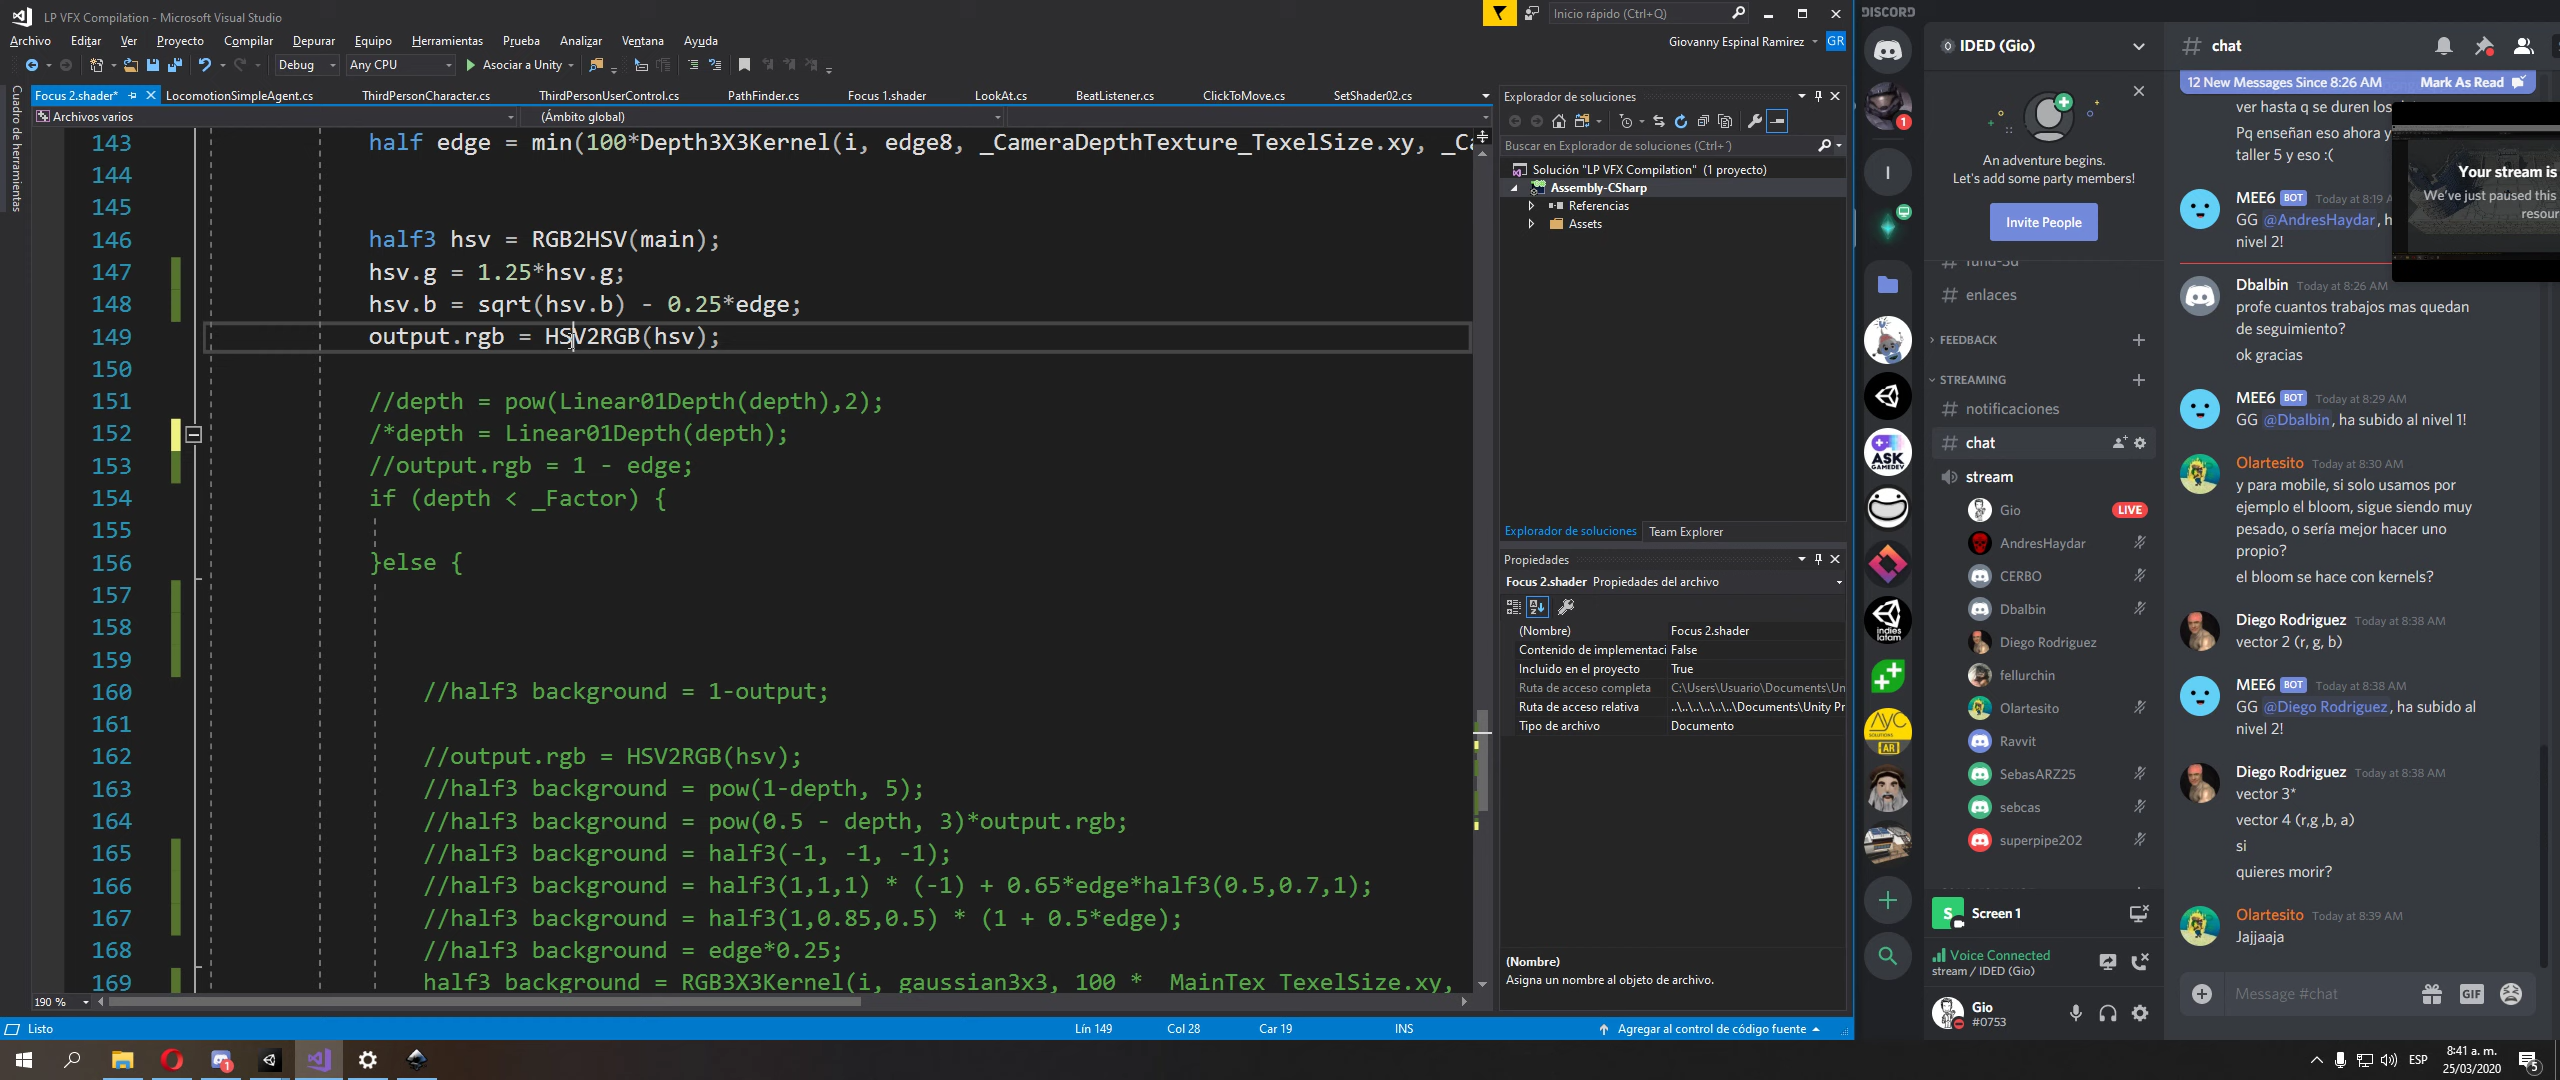 LP VFX Compilation - Microsoft Visual Studio
Inicio rápido (Ctrl+Q)
Archivo Editar Ver Proyecto Compilar Depurar Equipo Herramientas Prueba Analizar Ventana Ayuda
Giovanny Espinal Ramirez GR
Debug Any CPU Asociar a Unity
Cuadro de herramientas
Focus 2.shader* LocomotionSimpleAgent.cs ThirdPersonCharacter.cs ThirdPersonUserControl.cs PathFinder.cs Focus 1.shader LookAt.cs BeatListener.cs ClickToMove.cs SetShader02.cs
Archivos varios (Ámbito global)
143 half edge = min(100*Depth3X3Kernel(i, edge8, _CameraDepthTexture_TexelSize.xy,
144
145
146 half3 hsv = RGB2HSV(main);
147 hsv.g = 1.25*hsv.g;
148 hsv.b = sqrt(hsv.b) - 0.25*edge;
149 output.rgb = HSV2RGB(hsv);
150
151 //depth = pow(Linear01Depth(depth),2);
152 /*depth = Linear01Depth(depth);
153 //output.rgb = 1 - edge;
154 if (depth < _Factor) {
155
156 }else {
157
158
159
160 //half3 background = 1-output;
161
162 //output.rgb = HSV2RGB(hsv);
163 //half3 background = pow(1-depth, 5);
164 //half3 background = pow(0.5 - depth, 3)*output.rgb;
165 //half3 background = half3(-1, -1, -1);
166 //half3 background = half3(1,1,1) * (-1) + 0.65*edge*half3(0.5,0.7,1);
167 //half3 background = half3(1,0.85,0.5) * (1 + 0.5*edge);
168 //half3 background = edge*0.25;
169 half3 background = RGB3X3Kernel(i, gaussian3x3, 100 * _MainTex_TexelSize.xy,
190 %
Listo Lín 149 Col 28 Car 19 INS Agregar al control de código fuente
Explorador de soluciones
Buscar en Explorador de soluciones (Ctrl+´)
Solución "LP VFX Compilation" (1 proyecto)
Assembly-CSharp
Referencias
Assets
Explorador de soluciones Team Explorer
Propiedades
Focus 2.shader Propiedades del archivo
(Nombre) Focus 2.shader
Contenido de implementaci False
Incluido en el proyecto True
Ruta de acceso completa C:\Users\Usuario\Documents\Un
Ruta de acceso relativa ..\..\..\..\..\..\Documents\Unity Pr
Tipo de archivo Documento
(Nombre)
Asigna un nombre al objeto de archivo.
DISCORD
1
I
ASK GAMEDEV
indies latam
AYC
AR
IDED (Gio)
An adventure begins.
Let's add some party members!
Invite People
# fund-3d
# enlaces
FEEDBACK
STREAMING
# notificaciones
# chat
stream
Gio LIVE
AndresHaydar
CERBO
Dbalbin
Diego Rodriguez
fellurchin
Olartesito
Ravvit
SebasARZ25
sebcas
superpipe202
S Screen 1
Voice Connected
stream / IDED (Gio)
Gio
#0753
# chat
12 New Messages Since 8:26 AM Mark As Read
ver hasta q se duren los
Pq enseñan eso ahora y
taller 5 y eso :(
Your stream is
We've just paused this
resour
MEE6 BOT Today at 8:19 A
GG @AndresHaydar, h
nivel 2!
Dbalbin Today at 8:26 AM
profe cuantos trabajos mas quedan
de seguimiento?
ok gracias
MEE6 BOT Today at 8:29 AM
GG @Dbalbin, ha subido al nivel 1!
Olartesito Today at 8:30 AM
y para mobile, si solo usamos por
ejemplo el bloom, sigue siendo muy
pesado, o sería mejor hacer uno
propio?
el bloom se hace con kernels?
Diego Rodriguez Today at 8:38 AM
vector 2 (r, g, b)
MEE6 BOT Today at 8:38 AM
GG @Diego Rodriguez, ha subido al
nivel 2!
Diego Rodriguez Today at 8:38 AM
vector 3*
vector 4 (r,g ,b, a)
si
quieres morir?
Olartesito Today at 8:39 AM
Jajjaaja
Message #chat GIF
1
ESP
8:41 a. m.
25/03/2020
5